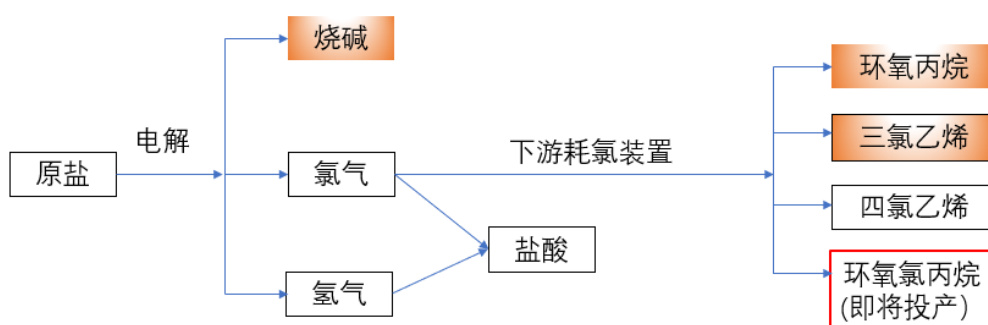 烧碱
环氧丙烷
电解
下游耗氯装置
三氯乙烯
原盐
氯气
四氯乙烯
盐酸
氢气
环氧氯丙烷
(即将投产）